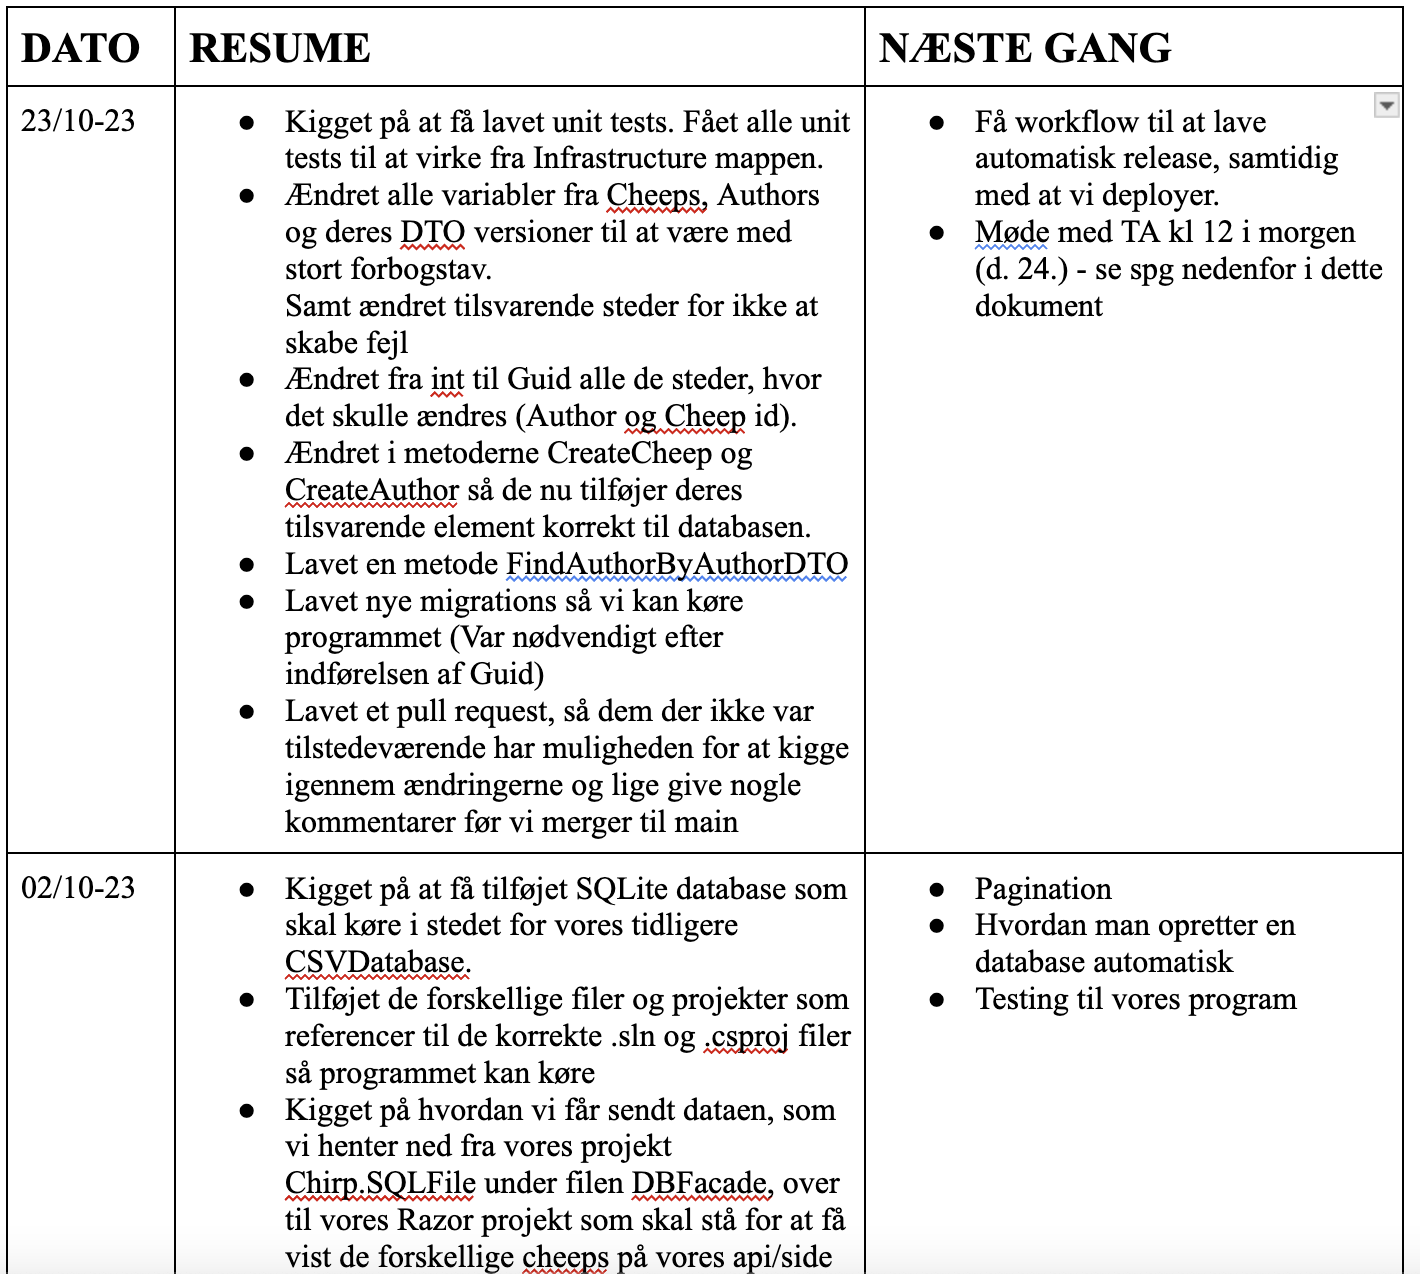 DATO
RESUME
NÆSTE GANG
23/10-23
● Kigget på at få lavet unit tests. Fået alle unit
tests til at virke fra Infrastructure mappen.
● Ændret alle variabler fra Cheeps, Authors
og deres DTO versioner til at være med
stort forbogstav.
Samt ændret tilsvarende steder for ikke at
skabe fejl
● Ændret fra int til Guid alle de steder, hvor
det skulle ændres (Author og Cheep id).
● Ændret i metoderne CreateCheep og
CreateAuthor så de nu tilføjer deres
tilsvarende element korrekt til databasen.
● Lavet en metode FindAuthorByAuthorDTO
● Lavet nye migrations så vi kan køre
programmet (Var nødvendigt efter
indførelsen af Guid)
● Lavet et pull request, så dem der ikke var
tilstedeværende har muligheden for at kigge
igennem ændringerne og lige give nogle
kommentarer før vi merger til main
● Få workflow til at lave
automatisk release, samtidig
med at vi deployer.
● Møde med TA kl 12 i morgen
(d. 24.) - se spg nedenfor i dette
dokument
02/10-23
● Kigget på at få tilføjet SQLite database som
skal køre i stedet for vores tidligere
CSVDatabase.
● Tilføjet de forskellige filer og projekter som
referencer til de korrekte .sln og .csproj filer
så programmet kan køre
● Kigget på hvordan vi får sendt dataen, som
vi henter ned fra vores projekt
Chirp.SQLFile under filen DBFacade, over
til vores Razor projekt som skal stå for at få
vist de forskellige cheeps på vores api/side
● Pagination
● Hvordan man opretter en
database automatisk
● Testing til vores program